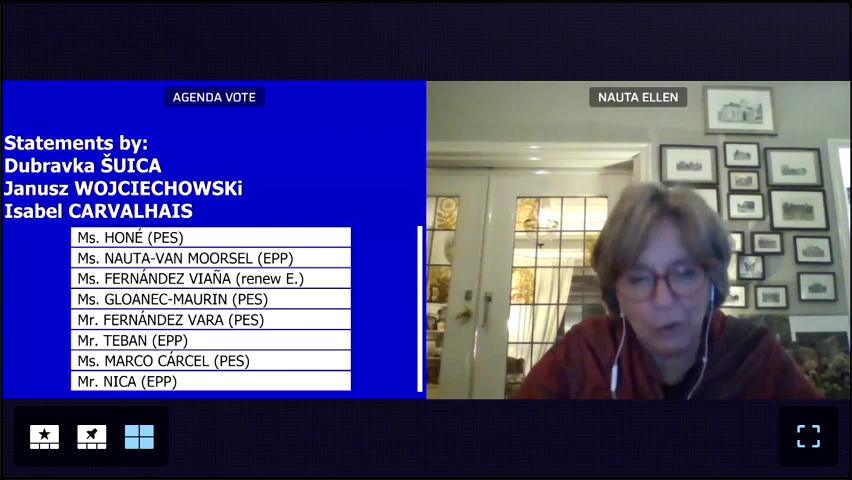 AGENDA VOTE
NAUTA ELLEN
Statements by:
Dubravka ŠUICA
Janusz WOJCIECHOWSKi
Isabel CARVALHAIS
Ms. HONÉ (PES)
Ms. NAUTA-VAN MOORSEL (EPP)
Ms. FERNÁNDEZ VIAÑA (renew E.)
Ms. GLOANEC-MAURIN (PES)
Mr. FERNÁNDEZ VARA (PES)
Mr. TEBAN (EPP)
Ms. MARCO CÁRCEL (PES)
Mr. NICA (EPP)